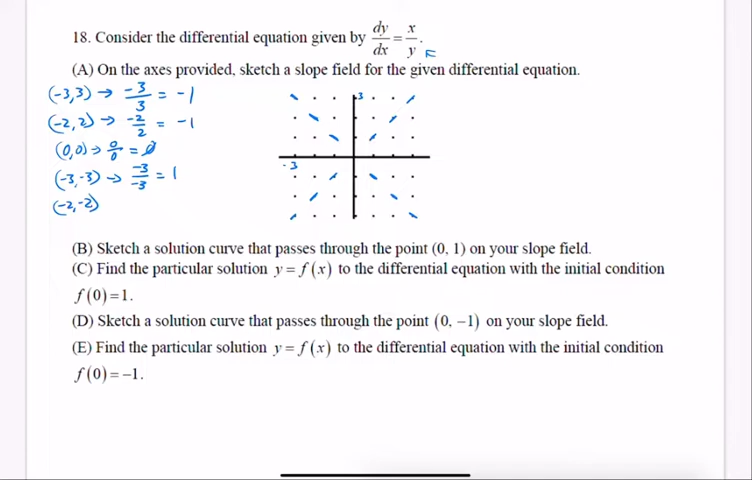 18. Consider the differential equation given by dy/dx = x/y.
(A) On the axes provided, sketch a slope field for the given differential equation.
(-3,3) → -3/3 = -1
(-2,2) → -2/2 = -1
(0,0) → 0/0 = ∅
(-3,-3) → -3/-3 = 1
(-2,-2)
3
-3
(B) Sketch a solution curve that passes through the point (0, 1) on your slope field.
(C) Find the particular solution y = f(x) to the differential equation with the initial condition
f(0)=1.
(D) Sketch a solution curve that passes through the point (0, −1) on your slope field.
(E) Find the particular solution y = f(x) to the differential equation with the initial condition
f(0)=−1.